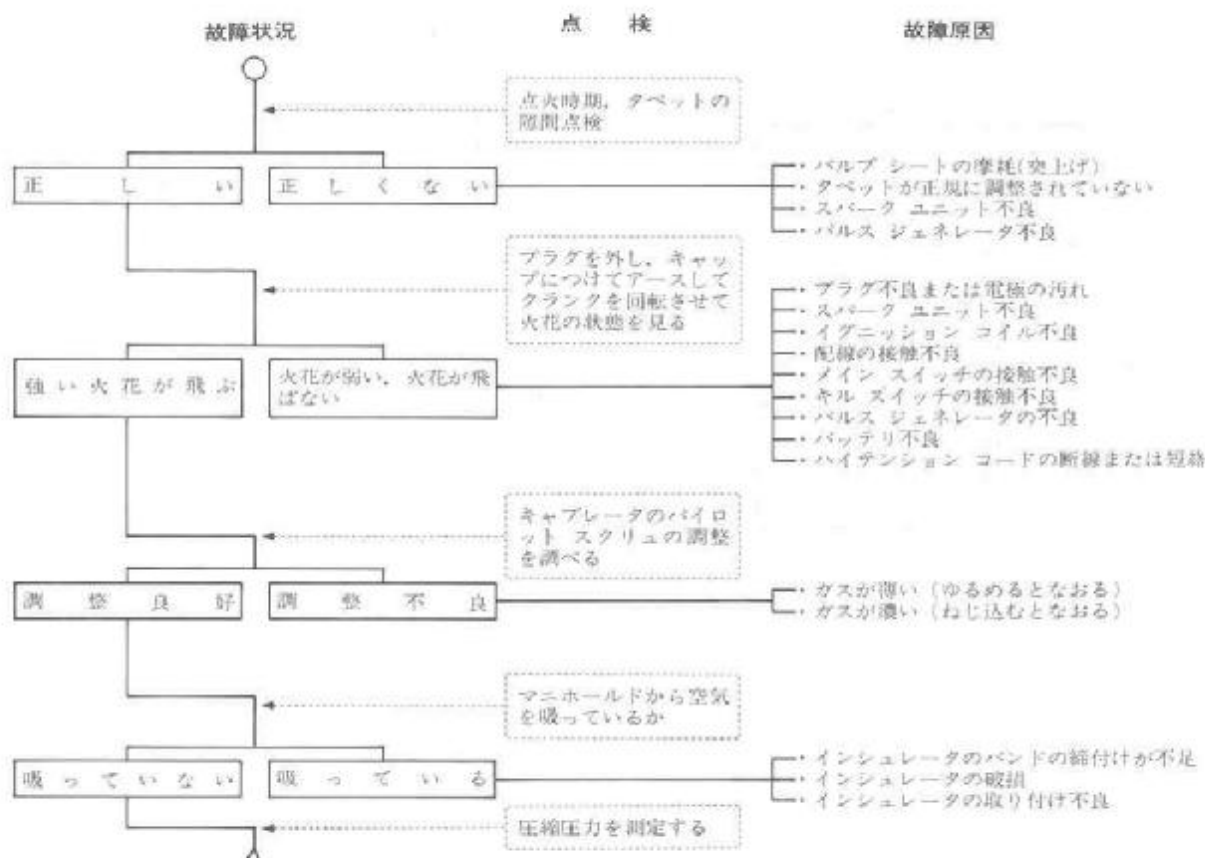 故障状況
点 検
故障原因
点火時期，タペットの
隙間点検
正しい
正しくない
・バルブ シートの摩耗(突上げ)
・タペットが正規に調整されていない
・スパーク ユニット不良
・パルス ジェネレータ不良
プラグを外し，キャッ
プにつけてアースして
クランクを回転させて
火花の状態を見る
強い火花が飛ぶ
火花が弱い，火花が飛
ばない
・プラグ不良または電極の汚れ
・スパーク ユニット不良
・イグニッション コイル不良
・配線の接触不良
・メイン スイッチの接触不良
・キル スイッチの接触不良
・パルス ジェネレータの不良
・バッテリ不良
・ハイテンション コードの断線または短絡
キャブレータのパイロ
ット スクリュの調整
を調べる
調整良好
調整不良
・ガスが薄い（ゆるめるとなおる）
・ガスが濃い（ねじ込むとなおる）
マニホールドから空気
を吸っているか
吸っていない
吸っている
・インシュレータのバンドの締付けが不足
・インシュレータの破損
・インシュレータの取り付け不良
圧縮圧力を測定する